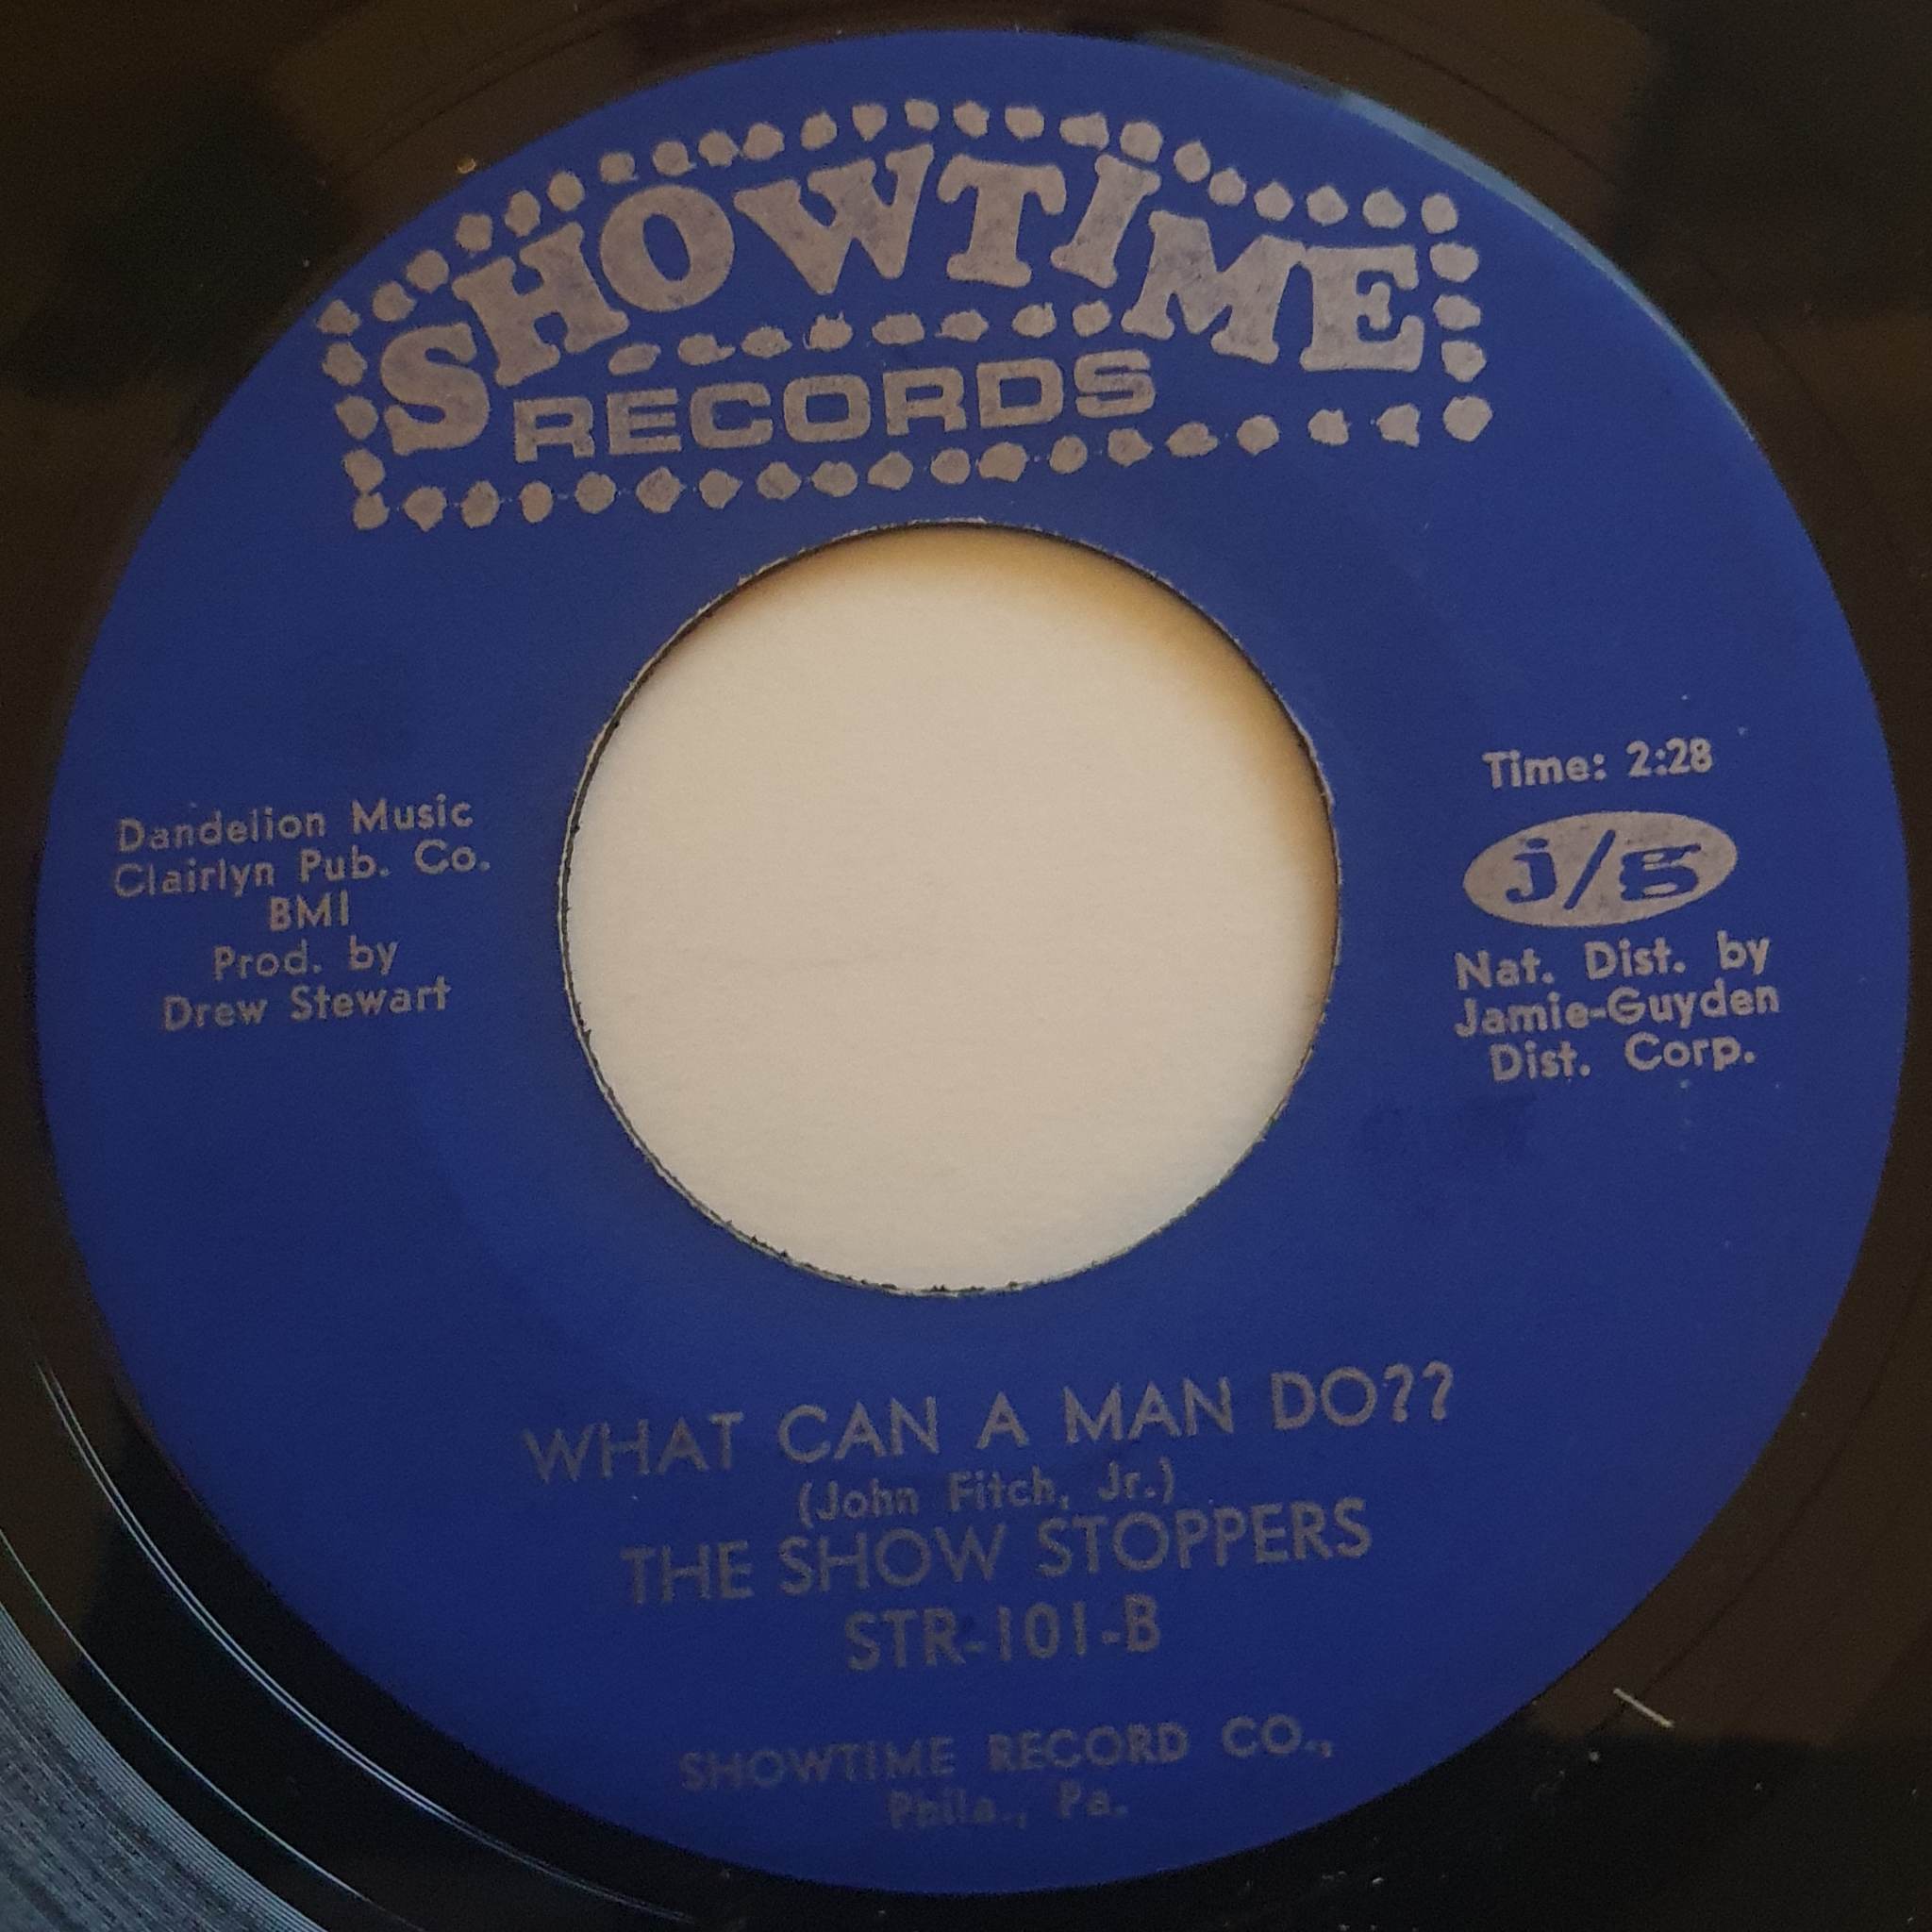 SHOWTIME
RECORDS
Dandelion Music
Clairlyn Pub. Co.
BMI
Prod. by
Drew Stewart
Time: 2:28
j/g
Nat. Dist. by
Jamie-Guyden
Dist. Corp.
WHAT CAN A MAN DO??
(John Fitch, Jr.)
THE SHOW STOPPERS
STR-101-B
SHOWTIME RECORD CO.,
Phila., Pa.